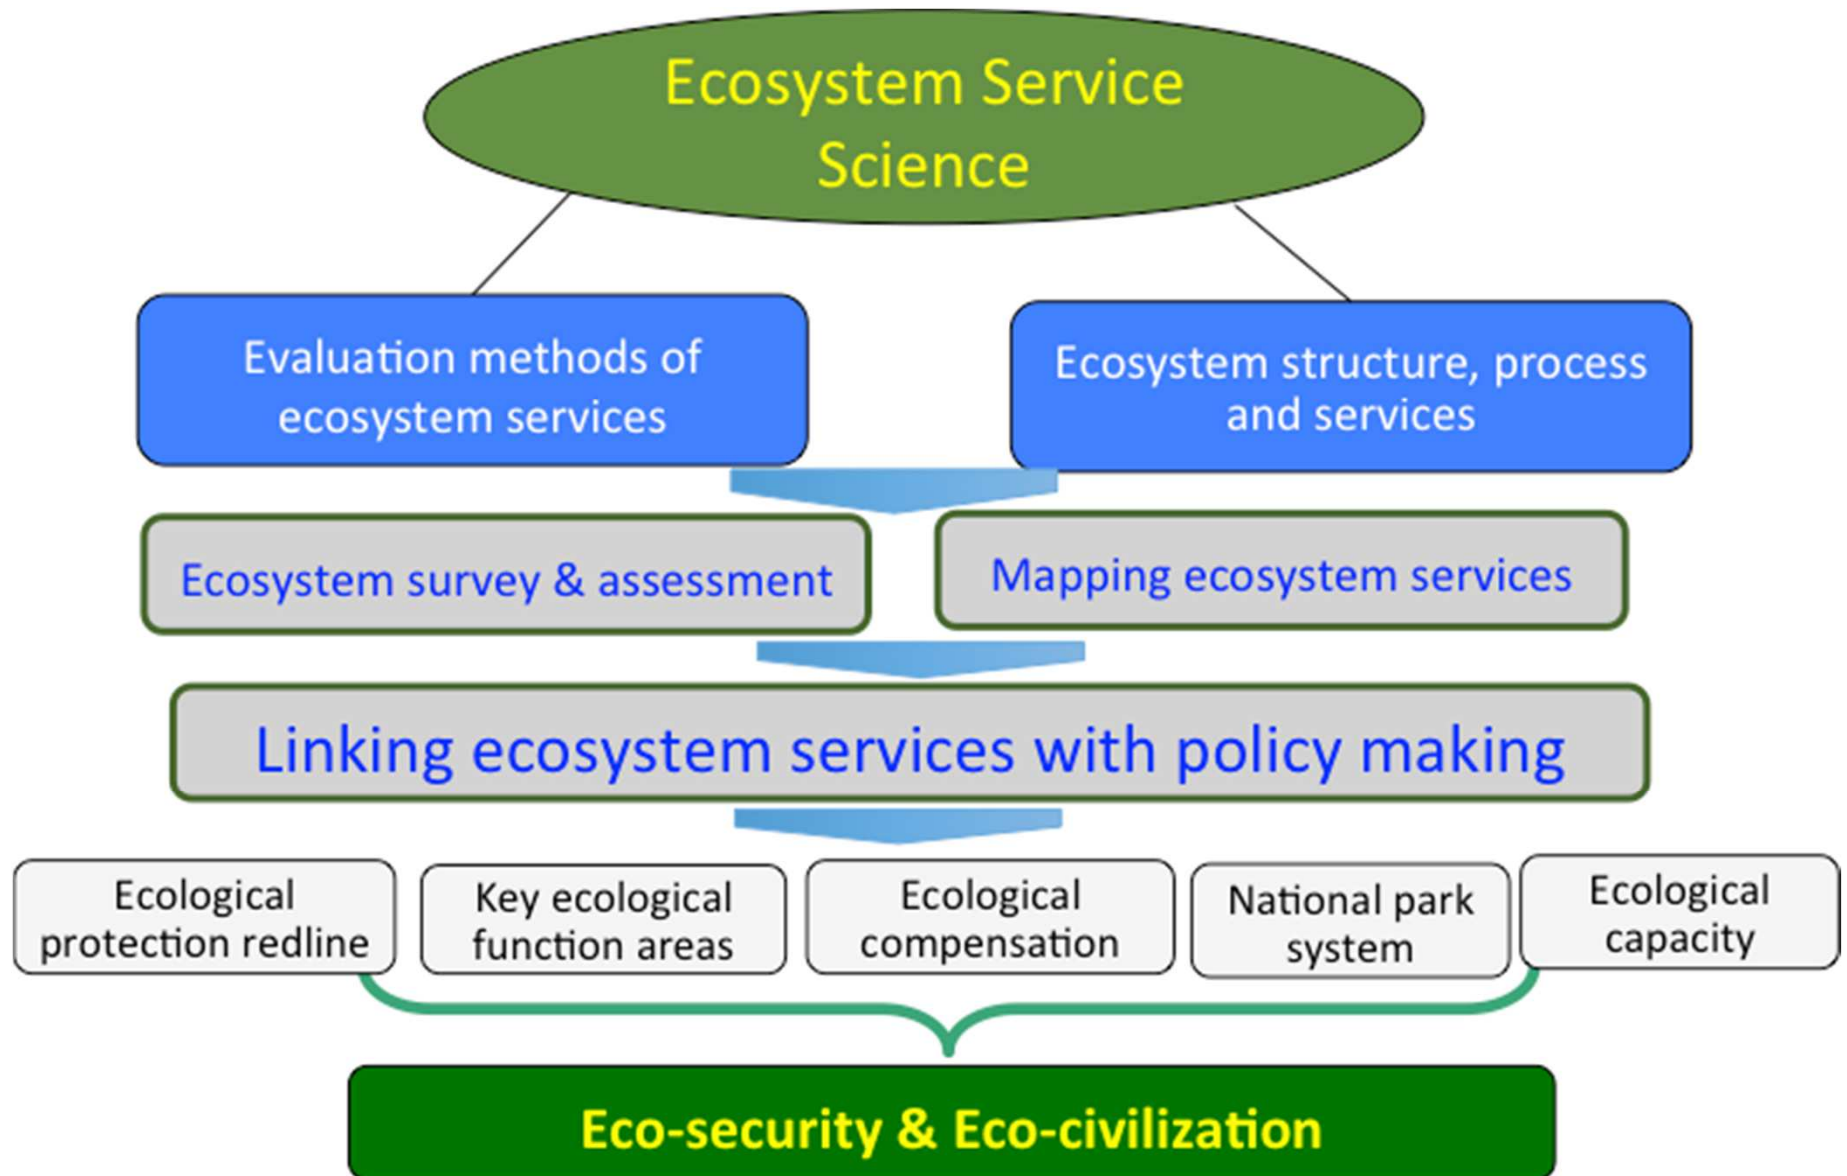 Ecosystem Service
Science
Evaluation methods of
ecosystem services
Ecosystem structure, process
and services
Ecosystem survey & assessment
Mapping ecosystem services
Linking ecosystem services with policy making
Ecological
protection redline
Key ecological
function areas
Ecological
compensation
National park
system
Ecological
capacity
Eco-security & Eco-civilization